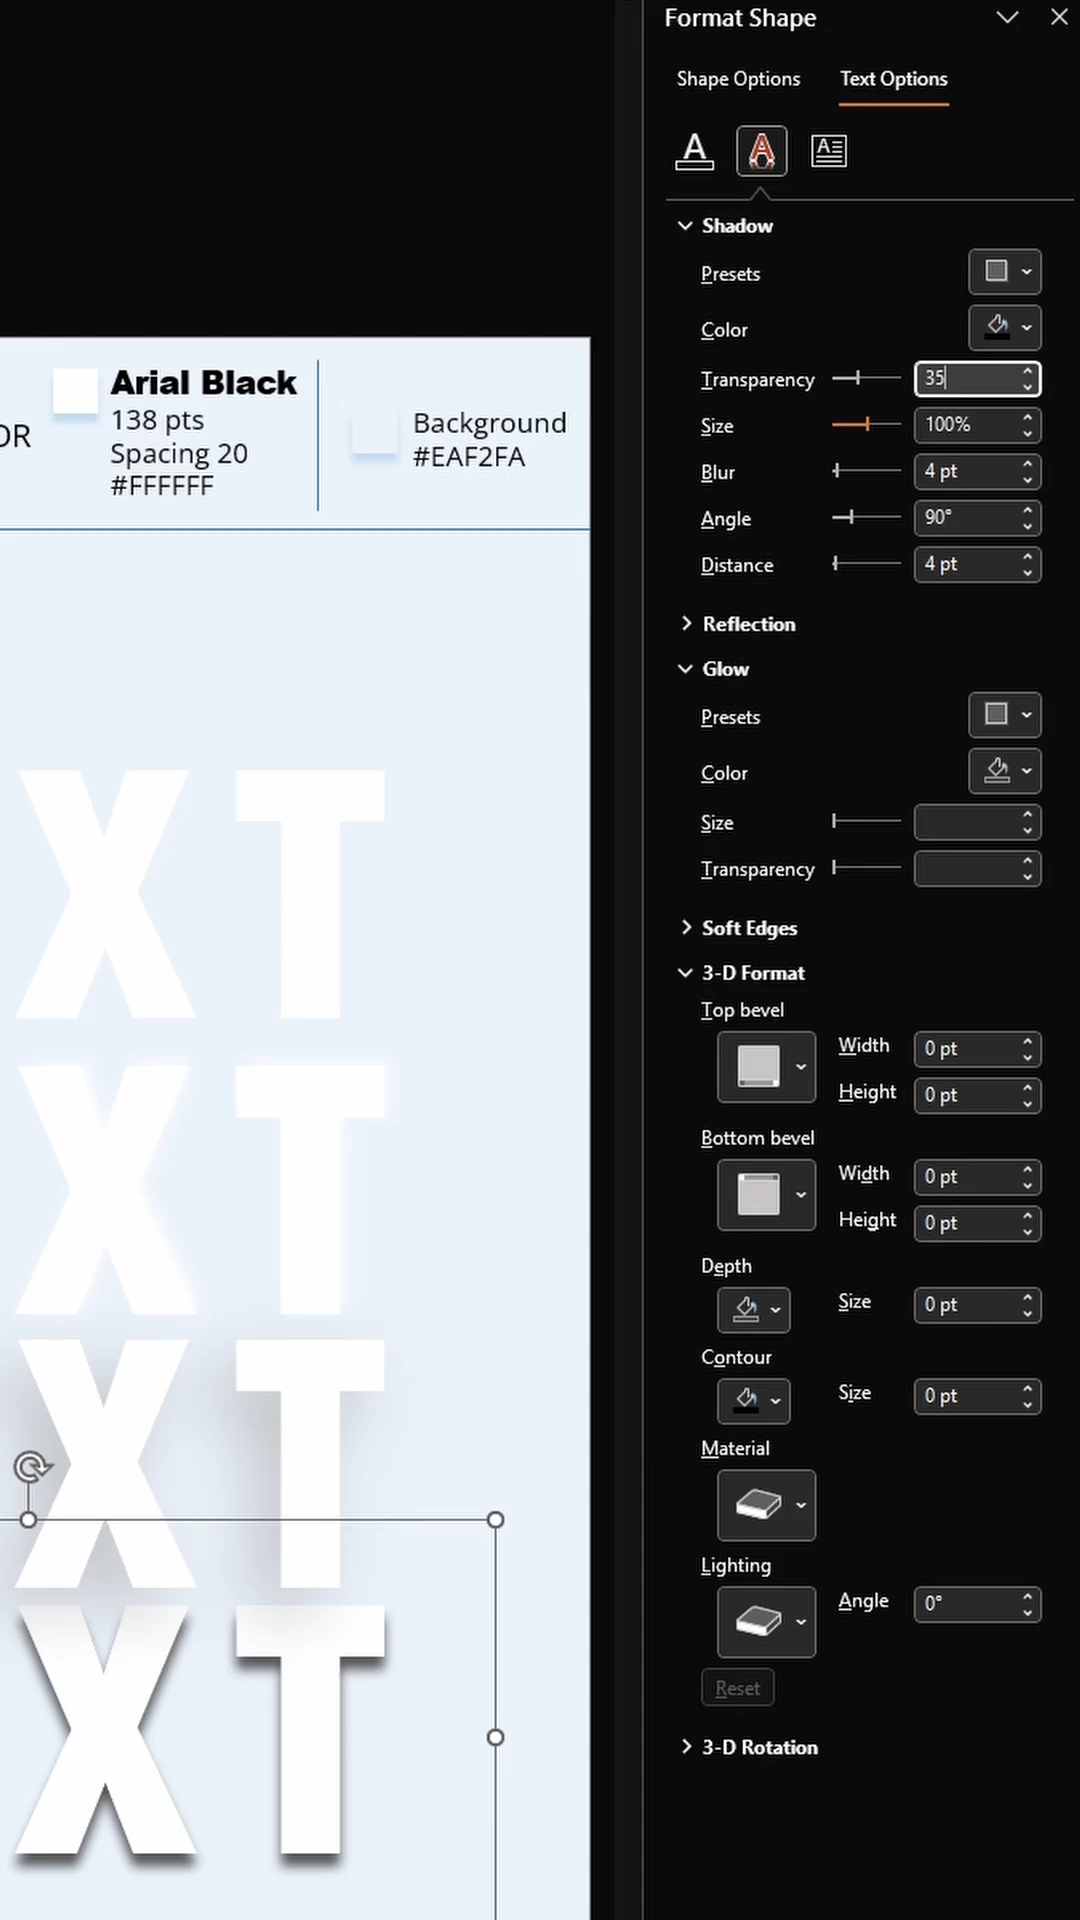 Format Shape
Shape Options
Text Options
A
A
A
Shadow
Presets
Color
Transparency 35
Size 100%
Blur 4 pt
Angle 90°
Distance 4 pt
Reflection
Glow
Presets
Color
Size
Transparency
Soft Edges
3-D Format
Top bevel
Width 0 pt
Height 0 pt
Bottom bevel
Width 0 pt
Height 0 pt
Depth
Size 0 pt
Contour
Size 0 pt
Material
Lighting
Angle 0°
Reset
3-D Rotation
OR
Arial Black
138 pts
Spacing 20
#FFFFFF
Background
#EAF2FA
XT
XT
XT
XT